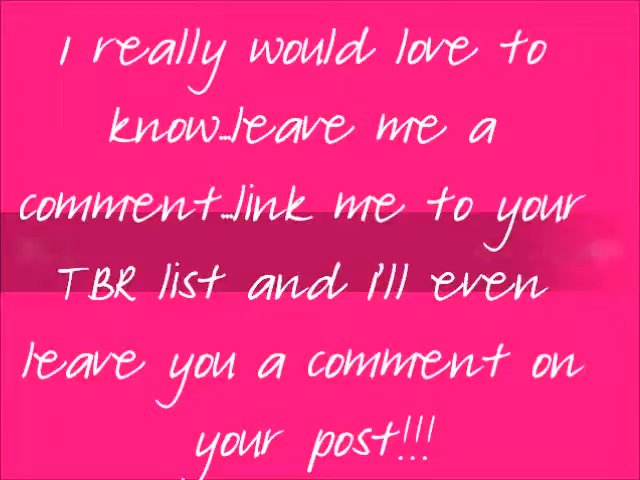 I really would love to
know...leave me a
comment...link me to your
TBR list and i'll even
leave you a comment on
your post!!!